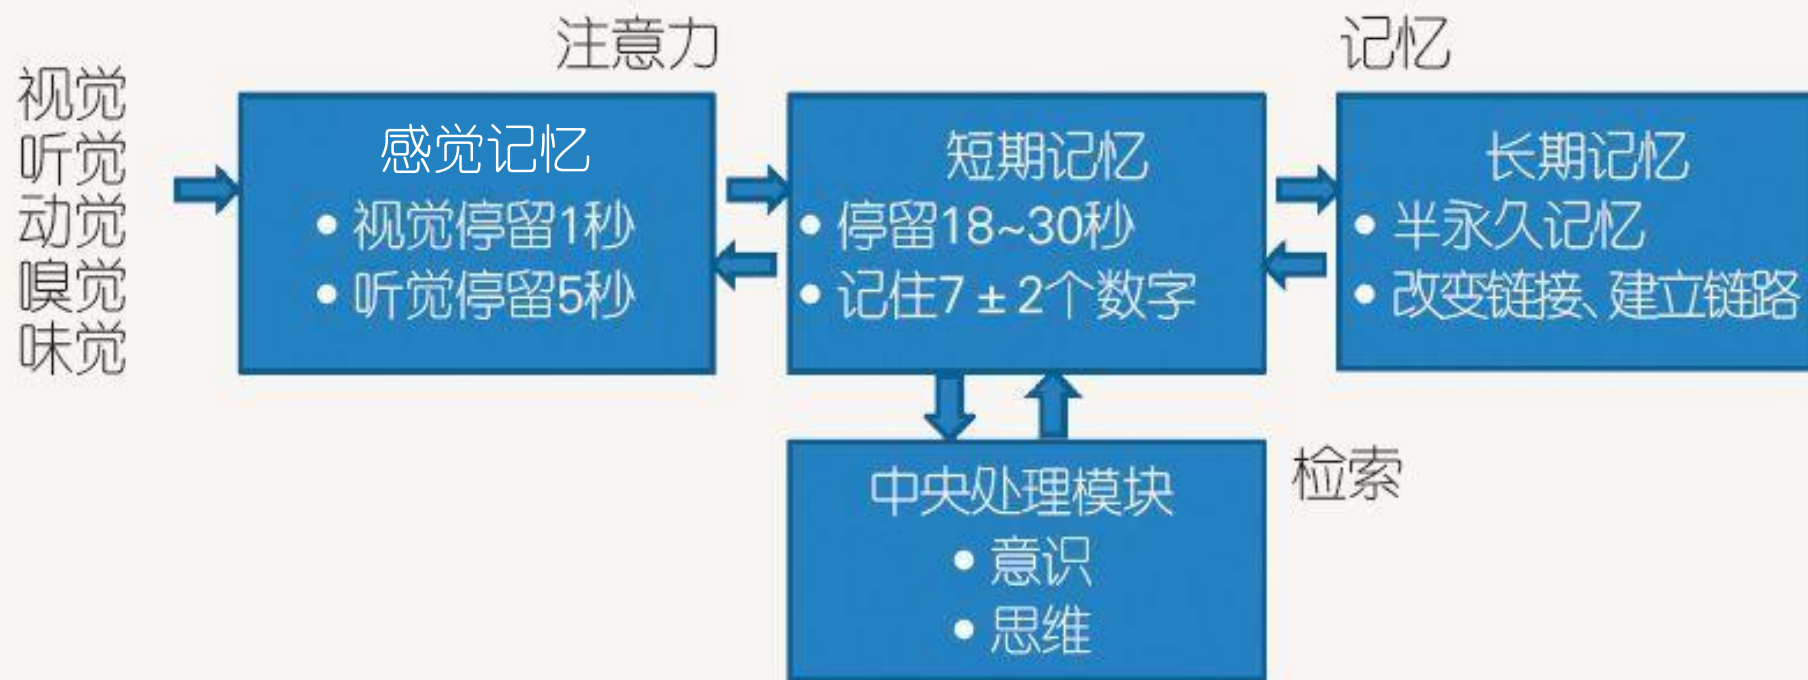 注意力
记忆
视觉
听觉
动觉
嗅觉
味觉
感觉记忆
• 视觉停留1秒
• 听觉停留5秒
短期记忆
• 停留18~30秒
• 记住7 ± 2个数字
长期记忆
• 半永久记忆
• 改变链接、建立链路
中央处理模块
• 意识
• 思维
检索